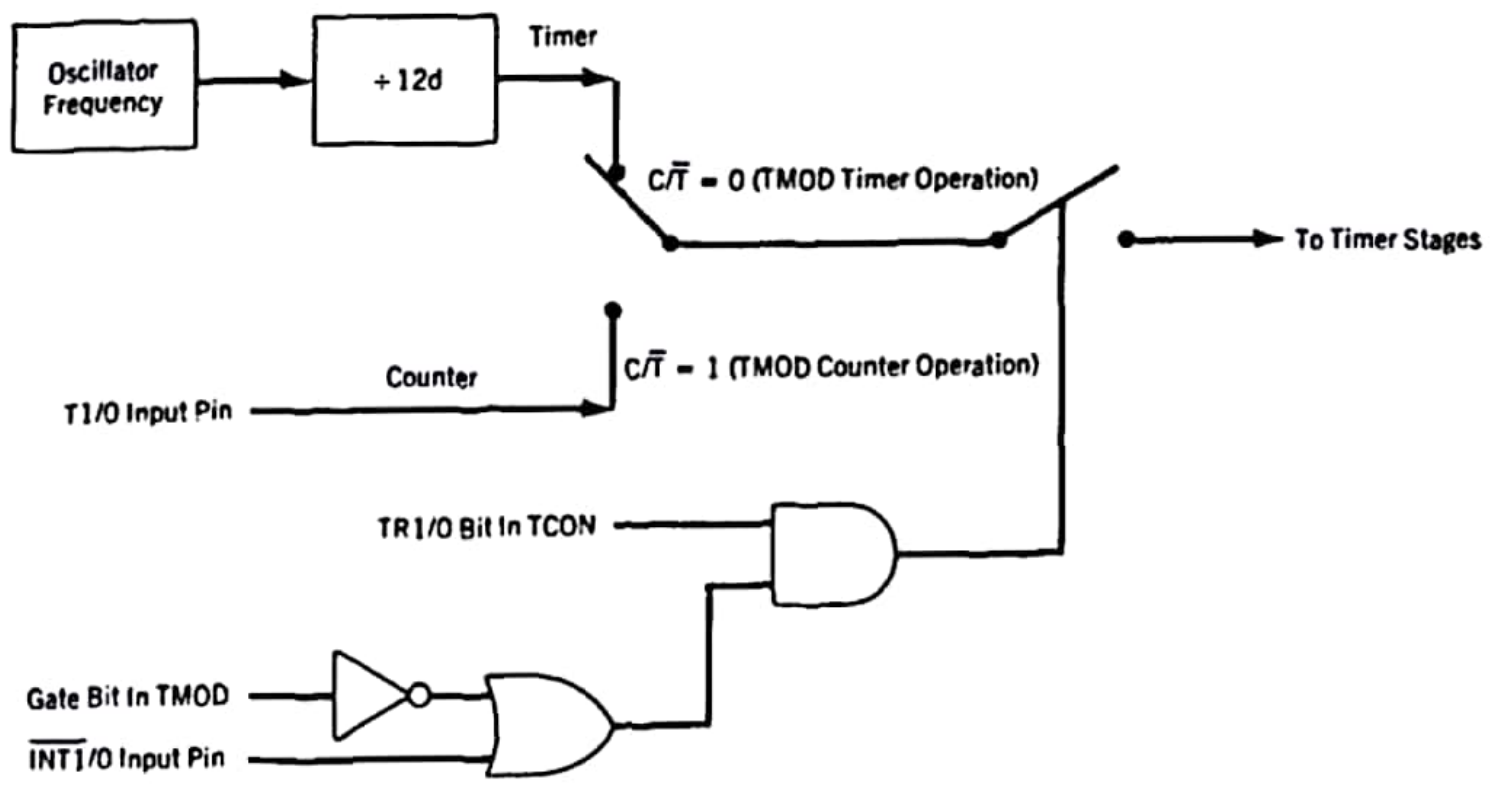 Timer
Oscillator
Frequency
÷ 12d
C/T̅ = 0 (TMOD Timer Operation)
To Timer Stages
C/T̅ = 1 (TMOD Counter Operation)
Counter
T1/0 Input Pin
TR1/0 Bit In TCON
Gate Bit In TMOD
I̅N̅T̅1̅/0 Input Pin